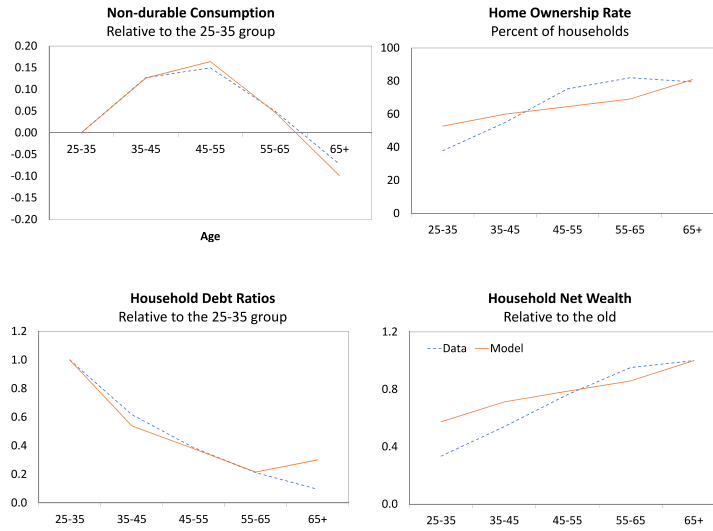 Non-durable Consumption
Relative to the 25-35 group
0.20
0.15
0.10
0.05
0.00
-0.05
-0.10
-0.15
-0.20
25-35 35-45 45-55 55-65 65+
Age
Home Ownership Rate
Percent of households
100
80
60
40
20
0
25-35 35-45 45-55 55-65 65+
Household Debt Ratios
Relative to the 25-35 group
1.2
1.0
0.8
0.6
0.4
0.2
0.0
25-35 35-45 45-55 55-65 65+
Household Net Wealth
Relative to the old
1.2
0.8
0.4
0.0
Data Model
25-35 35-45 45-55 55-65 65+